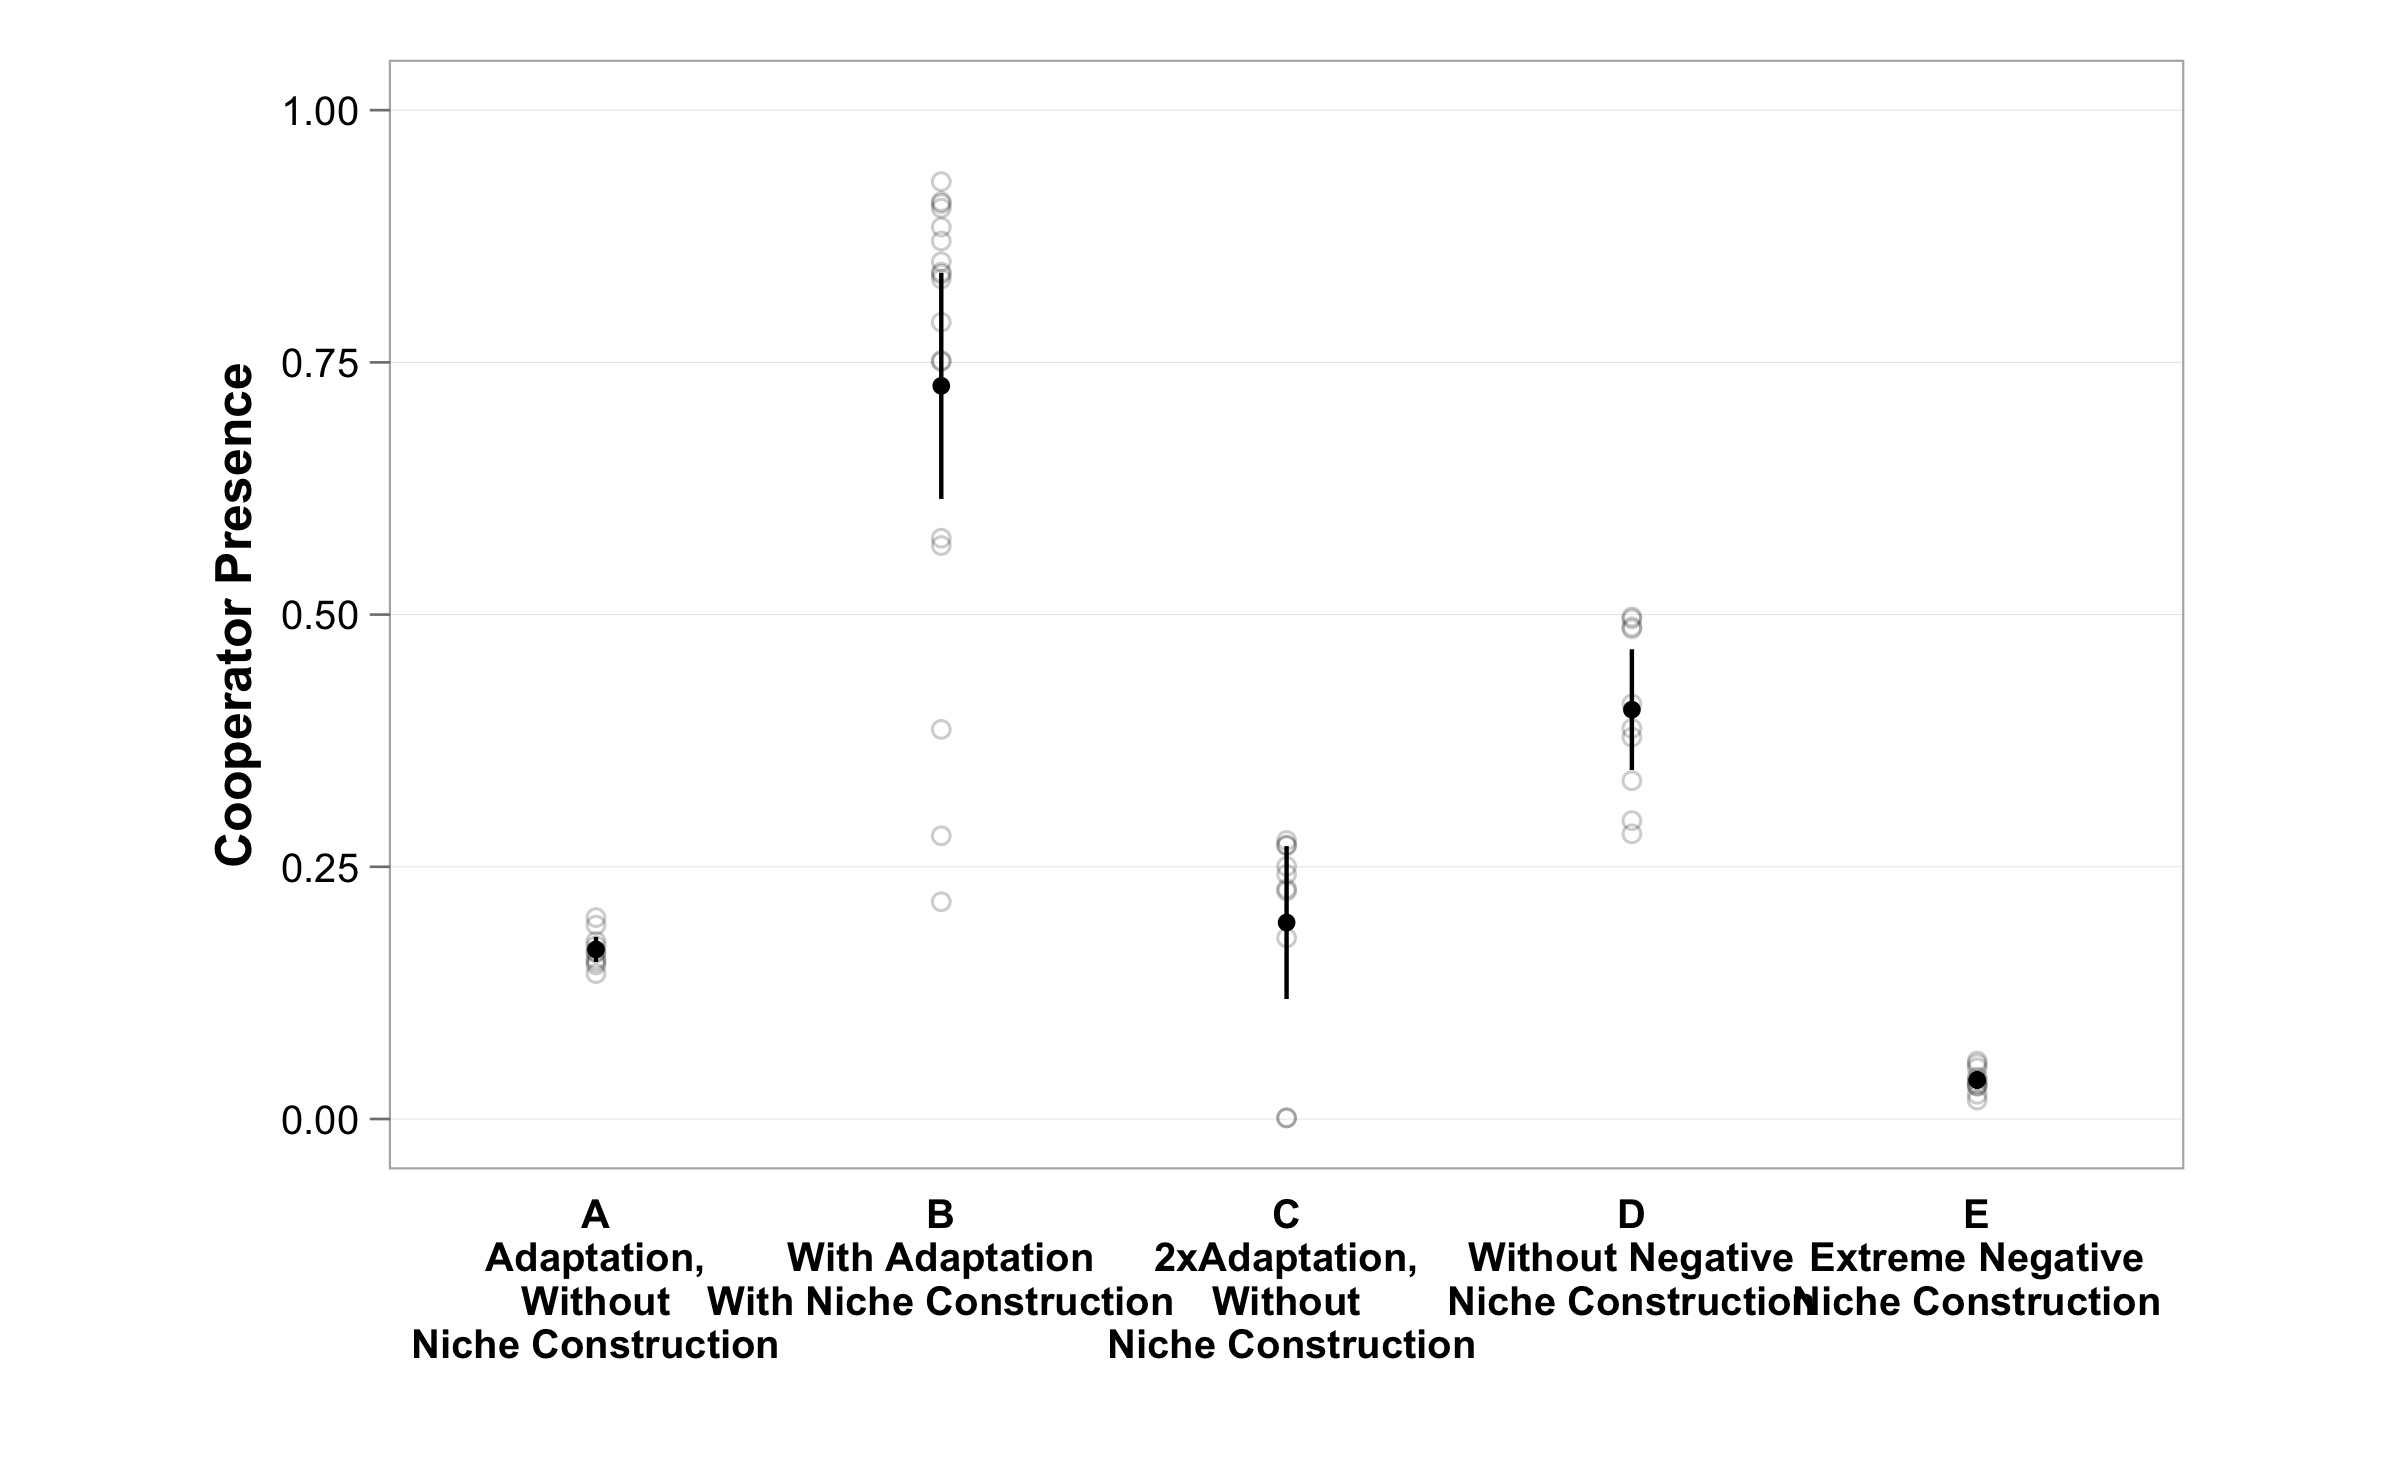 Cooperator Presence
1.00
0.75
0.50
0.25
0.00
A
Adaptation,
Without
Niche Construction
B
With Adaptation
With Niche Construction
C
2xAdaptation,
Without
Niche Construction
D
Without Negative
Niche Construction
E
Extreme Negative
Niche Construction